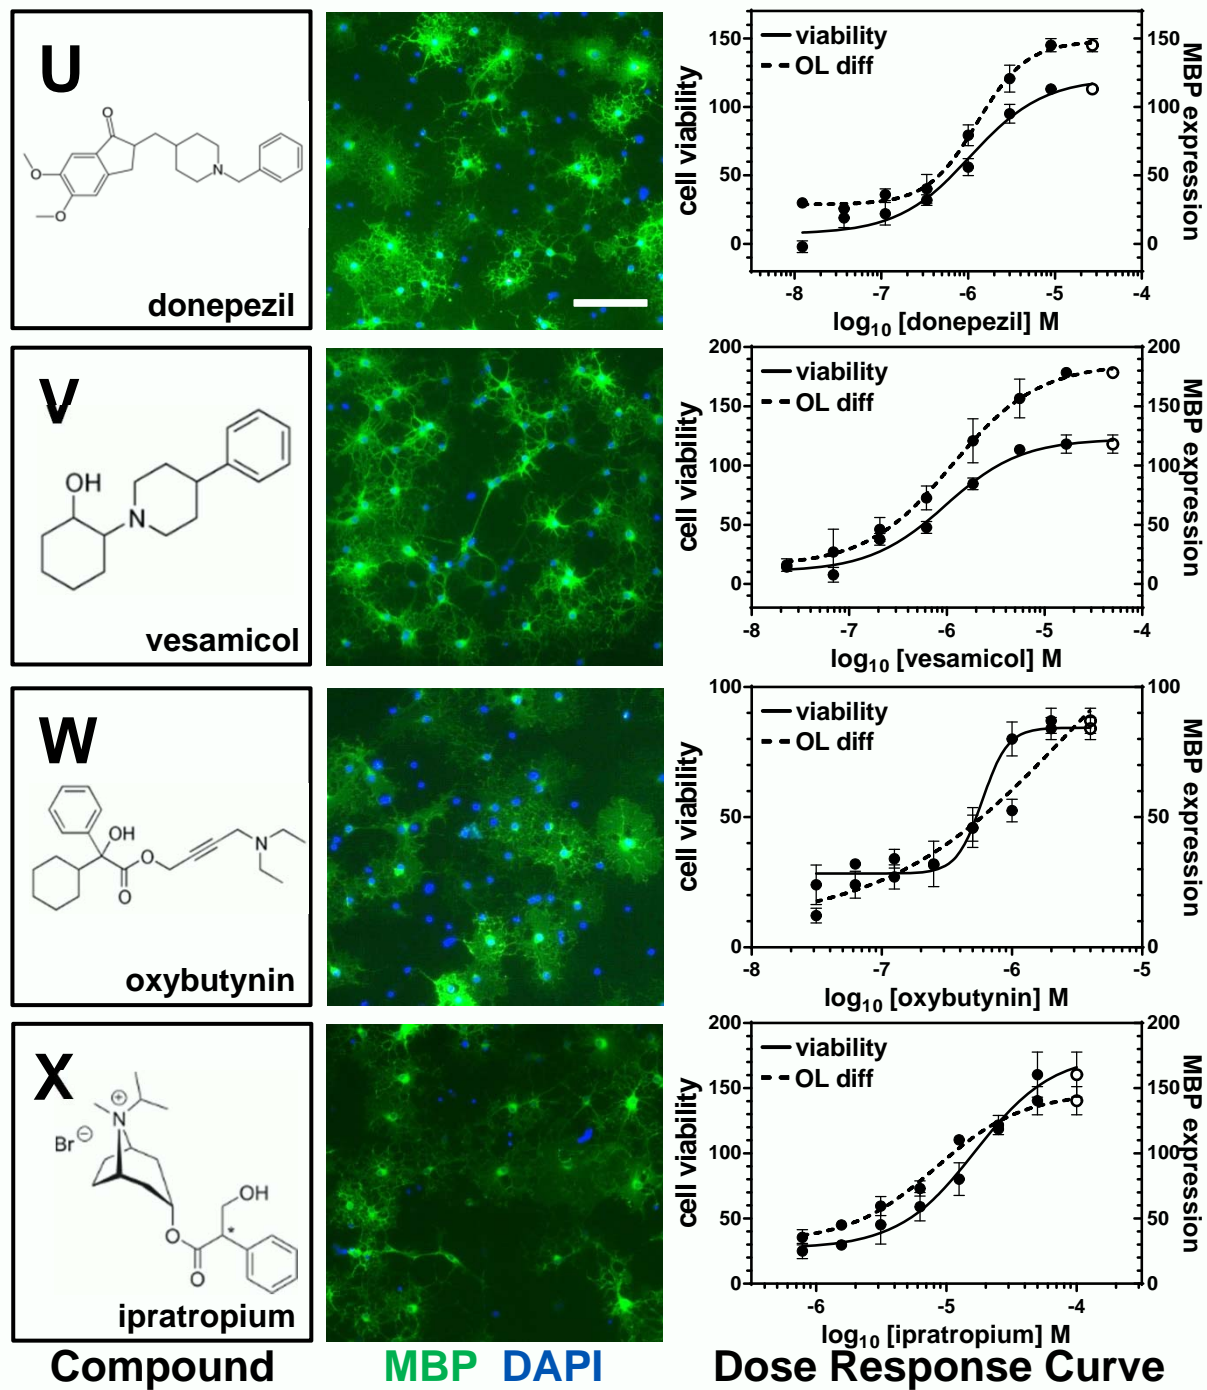 U
O
O
O
N
donepezil
viability
OL diff
150
100
50
0
150
100
50
0
cell viability
MBP expression
-8 -7 -6 -5 -4
log10 [donepezil] M
V
OH
N
vesamicol
viability
OL diff
200
150
100
50
0
200
150
100
50
0
cell viability
MBP expression
-8 -7 -6 -5 -4
log10 [vesamicol] M
W
OH
O
O
N
oxybutynin
viability
OL diff
100
50
0
100
50
0
cell viability
MBP expression
-8 -7 -6 -5
log10 [oxybutynin] M
X
N
+
Br⊖
OH
O
*
O
ipratropium
viability
OL diff
200
150
100
50
0
200
150
100
50
0
cell viability
MBP expression
-6 -5 -4
log10 [ipratropium] M
Compound MBP DAPI Dose Response Curve